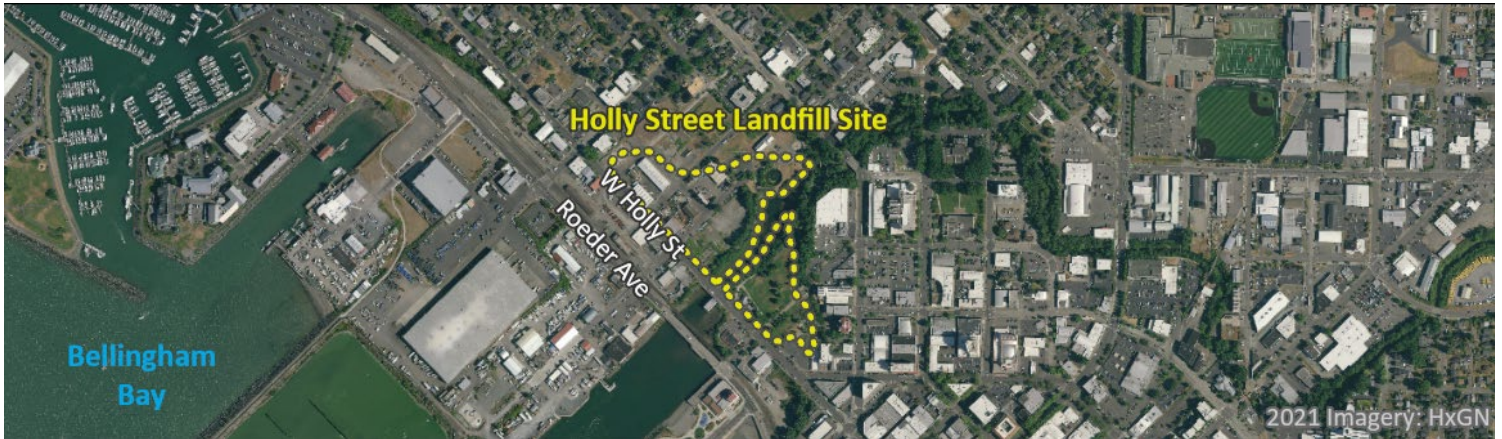 Holly Street Landfill Site
W Holly St
Roeder Ave
Bellingham
Bay
2021 Imagery: HxGN